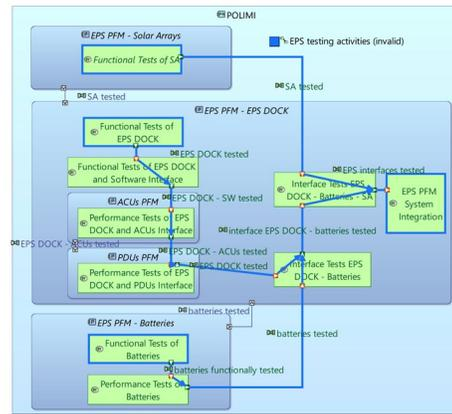 POLIMI
EPS PFM - Solar Arrays
EPS testing activities (invalid)
Functional Tests of SA
SA tested
SA tested
EPS PFM - EPS DOCK
Functional Tests of
EPS DOCK
EPS DOCK tested
Functional Tests of EPS DOCK
and Software Interface
EPS interfaces tested
Interface Tests EPS
DOCK - Batteries - SA
EPS PFM
System
Integration
EPS DOCK - SW tested
ACUs PFM
Performance Tests of EPS
DOCK and ACUs Interface
interface EPS DOCK - batteries tested
EPS DOCK - ACUs tested
EPS DOCK - ACUs tested
PDUs PFM
EPS DOCK tested
Performance Tests of EPS
DOCK and PDUs Interface
Interface Tests EPS
DOCK - Batteries
batteries tested
EPS PFM - Batteries
batteries tested
Functional Tests of
Batteries
batteries functionally tested
Performance Tests of
Batteries